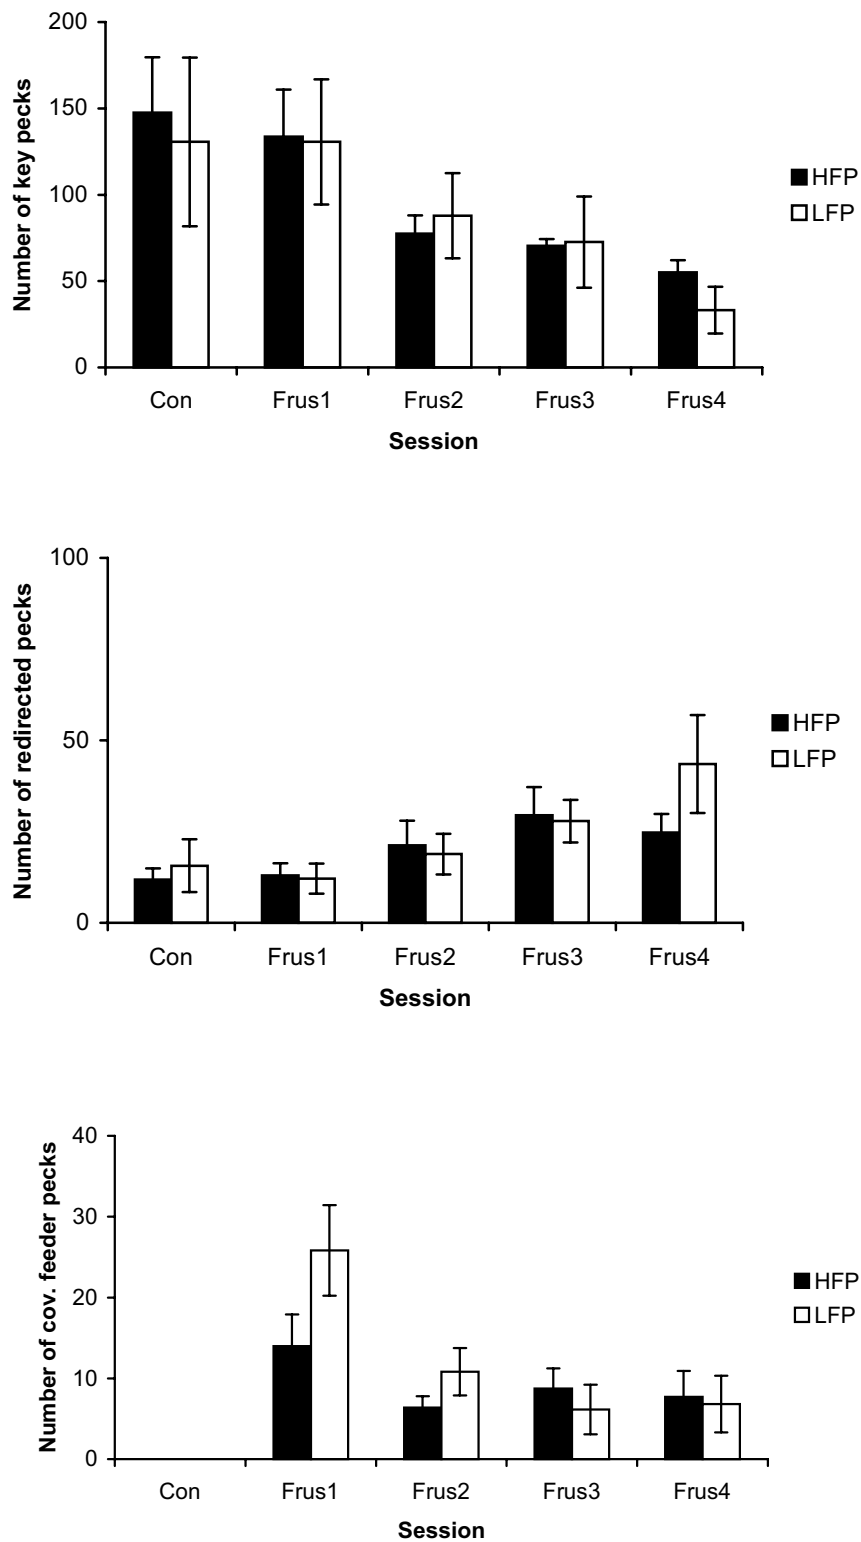 Number of key pecks
200
150
100
50
0
Con Frus1 Frus2 Frus3 Frus4
Session
HFP
LFP
Number of redirected pecks
100
50
0
Con Frus1 Frus2 Frus3 Frus4
Session
HFP
LFP
Number of cov. feeder pecks
40
30
20
10
0
Con Frus1 Frus2 Frus3 Frus4
Session
HFP
LFP